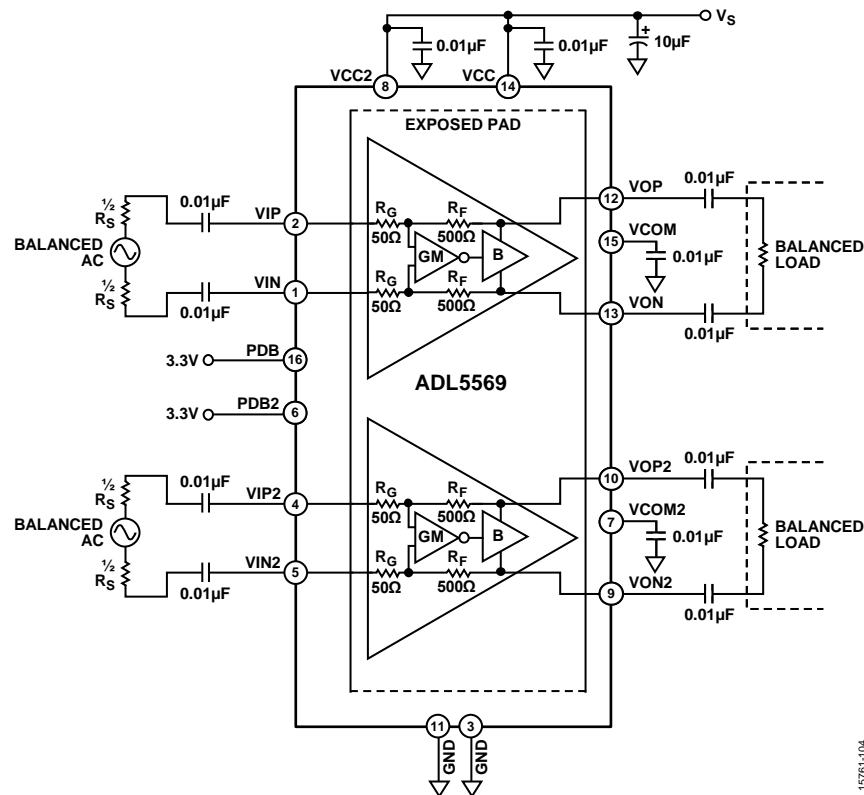 VS
0.01µF
0.01µF
10µF
+
VCC2
VCC
8
14
EXPOSED PAD
½
RS
BALANCED
AC
½
RS
0.01µF
VIP
2
RG
50Ω
RF
500Ω
GM
B
12
VOP
0.01µF
15
VCOM
0.01µF
BALANCED
LOAD
VIN
1
0.01µF
RG
50Ω
RF
500Ω
13
VON
0.01µF
3.3V
PDB
16
ADL5569
3.3V
PDB2
6
½
RS
BALANCED
AC
½
RS
0.01µF
VIP2
4
RG
50Ω
RF
500Ω
GM
B
10
VOP2
0.01µF
7
VCOM2
0.01µF
BALANCED
LOAD
VIN2
5
0.01µF
RG
50Ω
RF
500Ω
9
VON2
0.01µF
11
3
GND
GND
15761-104